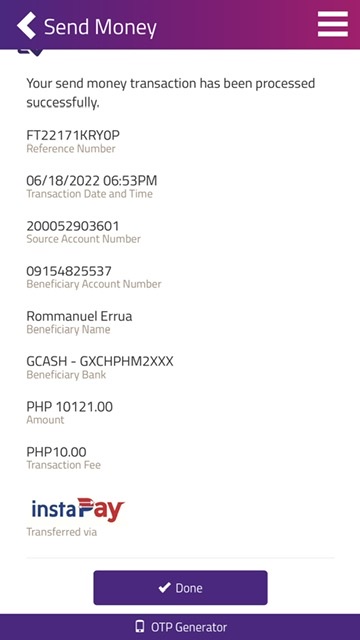 Send Money
Your send money transaction has been processed
successfully.
FT22171KRY0P
Reference Number
06/18/2022 06:53PM
Transaction Date and Time
200052903601
Source Account Number
09154825537
Beneficiary Account Number
Rommanuel Errua
Beneficiary Name
GCASH - GXCHPHM2XXX
Beneficiary Bank
PHP 10121.00
Amount
PHP10.00
Transaction Fee
instaPay
Transferred via
Done
OTP Generator